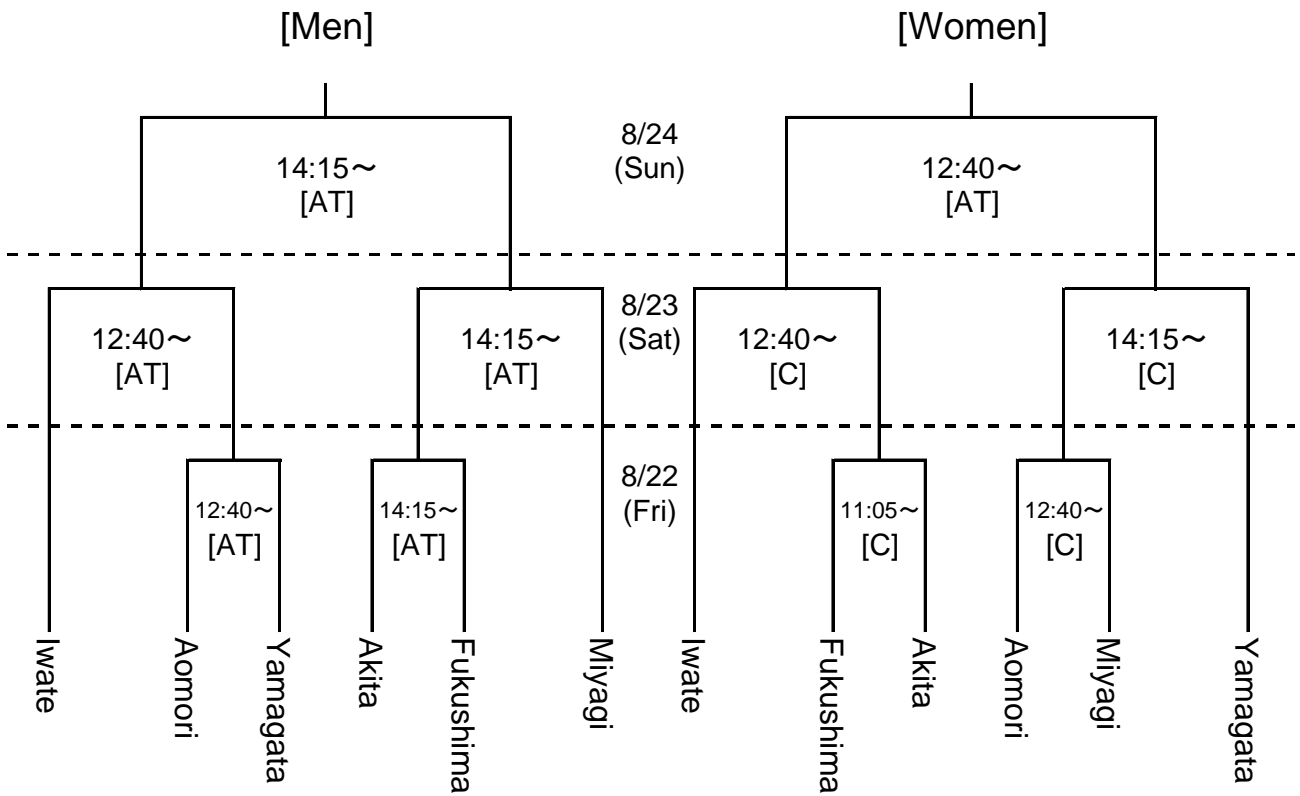 [Men]
[Women]
8/24
(Sun)
14:15～
[AT]
12:40～
[AT]
8/23
(Sat)
12:40～
[AT]
14:15～
[AT]
12:40～
[C]
14:15～
[C]
8/22
(Fri)
12:40～
[AT]
14:15～
[AT]
11:05～
[C]
12:40～
[C]
Iwate
Aomori
Yamagata
Akita
Fukushima
Miyagi
Iwate
Fukushima
Akita
Aomori
Miyagi
Yamagata